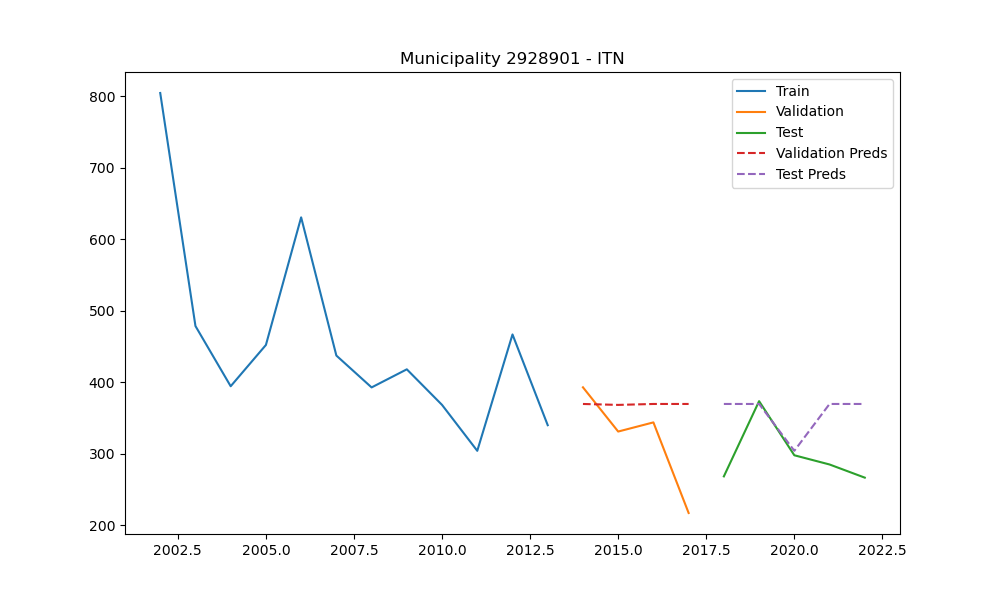 Municipality 2928901 - ITN
Train
Validation
Test
Validation Preds
Test Preds
800
700
600
500
400
300
200
2002.5 2005.0 2007.5 2010.0 2012.5 2015.0 2017.5 2020.0 2022.5